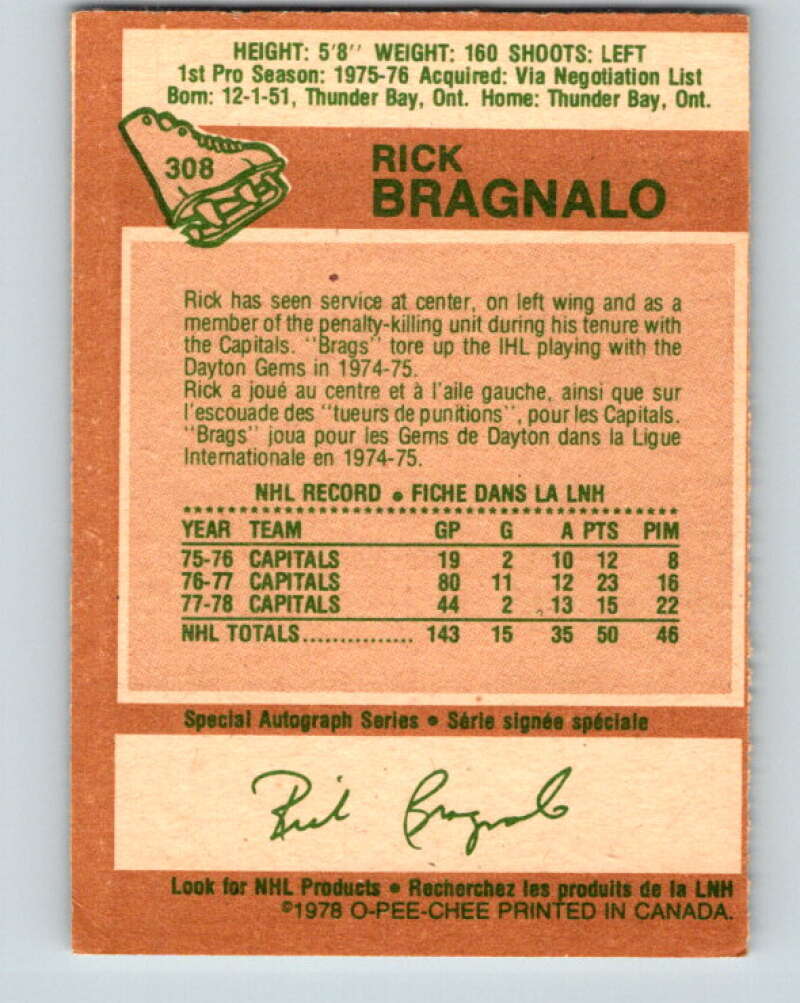 HEIGHT: 5'8'' WEIGHT: 160 SHOOTS: LEFT
1st Pro Season: 1975-76 Acquired: Via Negotiation List
Born: 12-1-51, Thunder Bay, Ont. Home: Thunder Bay, Ont.
308
RICK
BRAGNALO
Rick has seen service at center, on left wing and as a
member of the penalty-killing unit during his tenure with
the Capitals. ''Brags'' tore up the IHL playing with the
Dayton Gems in 1974-75.
Rick a joué au centre et à l'aile gauche, ainsi que sur
l'escouade des ''tueurs de punitions'', pour les Capitals.
''Brags'' joua pour les Gems de Dayton dans la Ligue
Internationale en 1974-75.
NHL RECORD • FICHE DANS LA LNH
YEAR TEAM GP G A PTS PIM
75-76 CAPITALS 19 2 10 12 8
76-77 CAPITALS 80 11 12 23 16
77-78 CAPITALS 44 2 13 15 22
NHL TOTALS............... 143 15 35 50 46
Special Autograph Series • Série signée spéciale
Rick Bragnalo
Look for NHL Products • Recherchez les produits de la LNH
©1978 O-PEE-CHEE PRINTED IN CANADA.